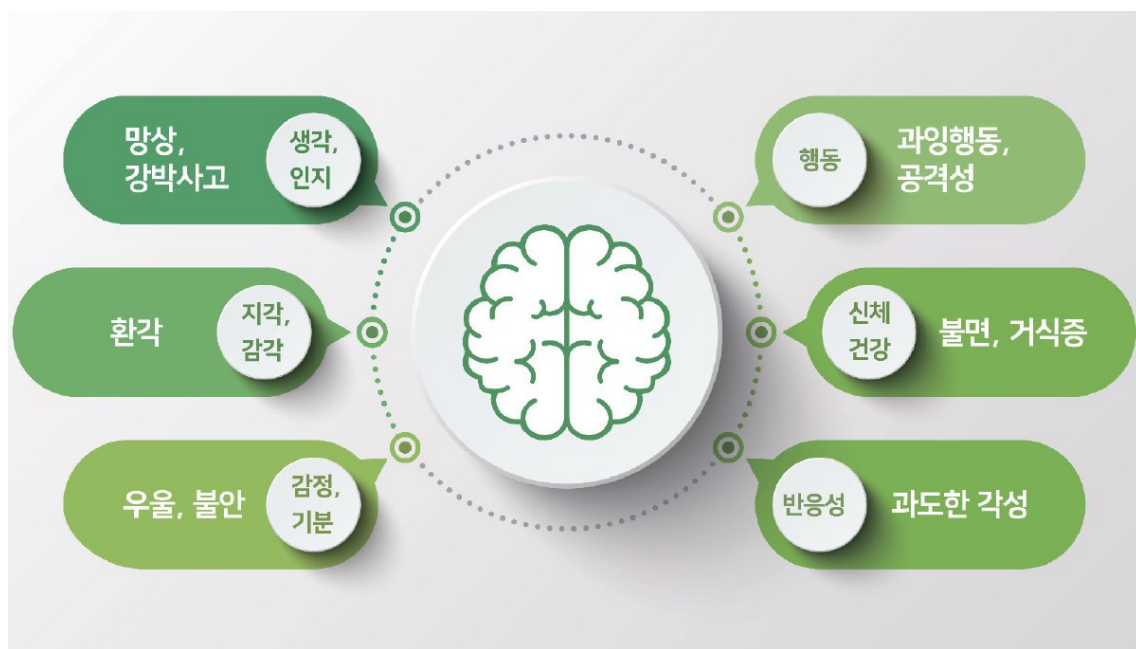 망상,
강박사고
생각,
인지
환각
지각,
감각
우울, 불안
감정,
기분
행동
과잉행동,
공격성
신체
건강
불면, 거식증
반응성
과도한 각성